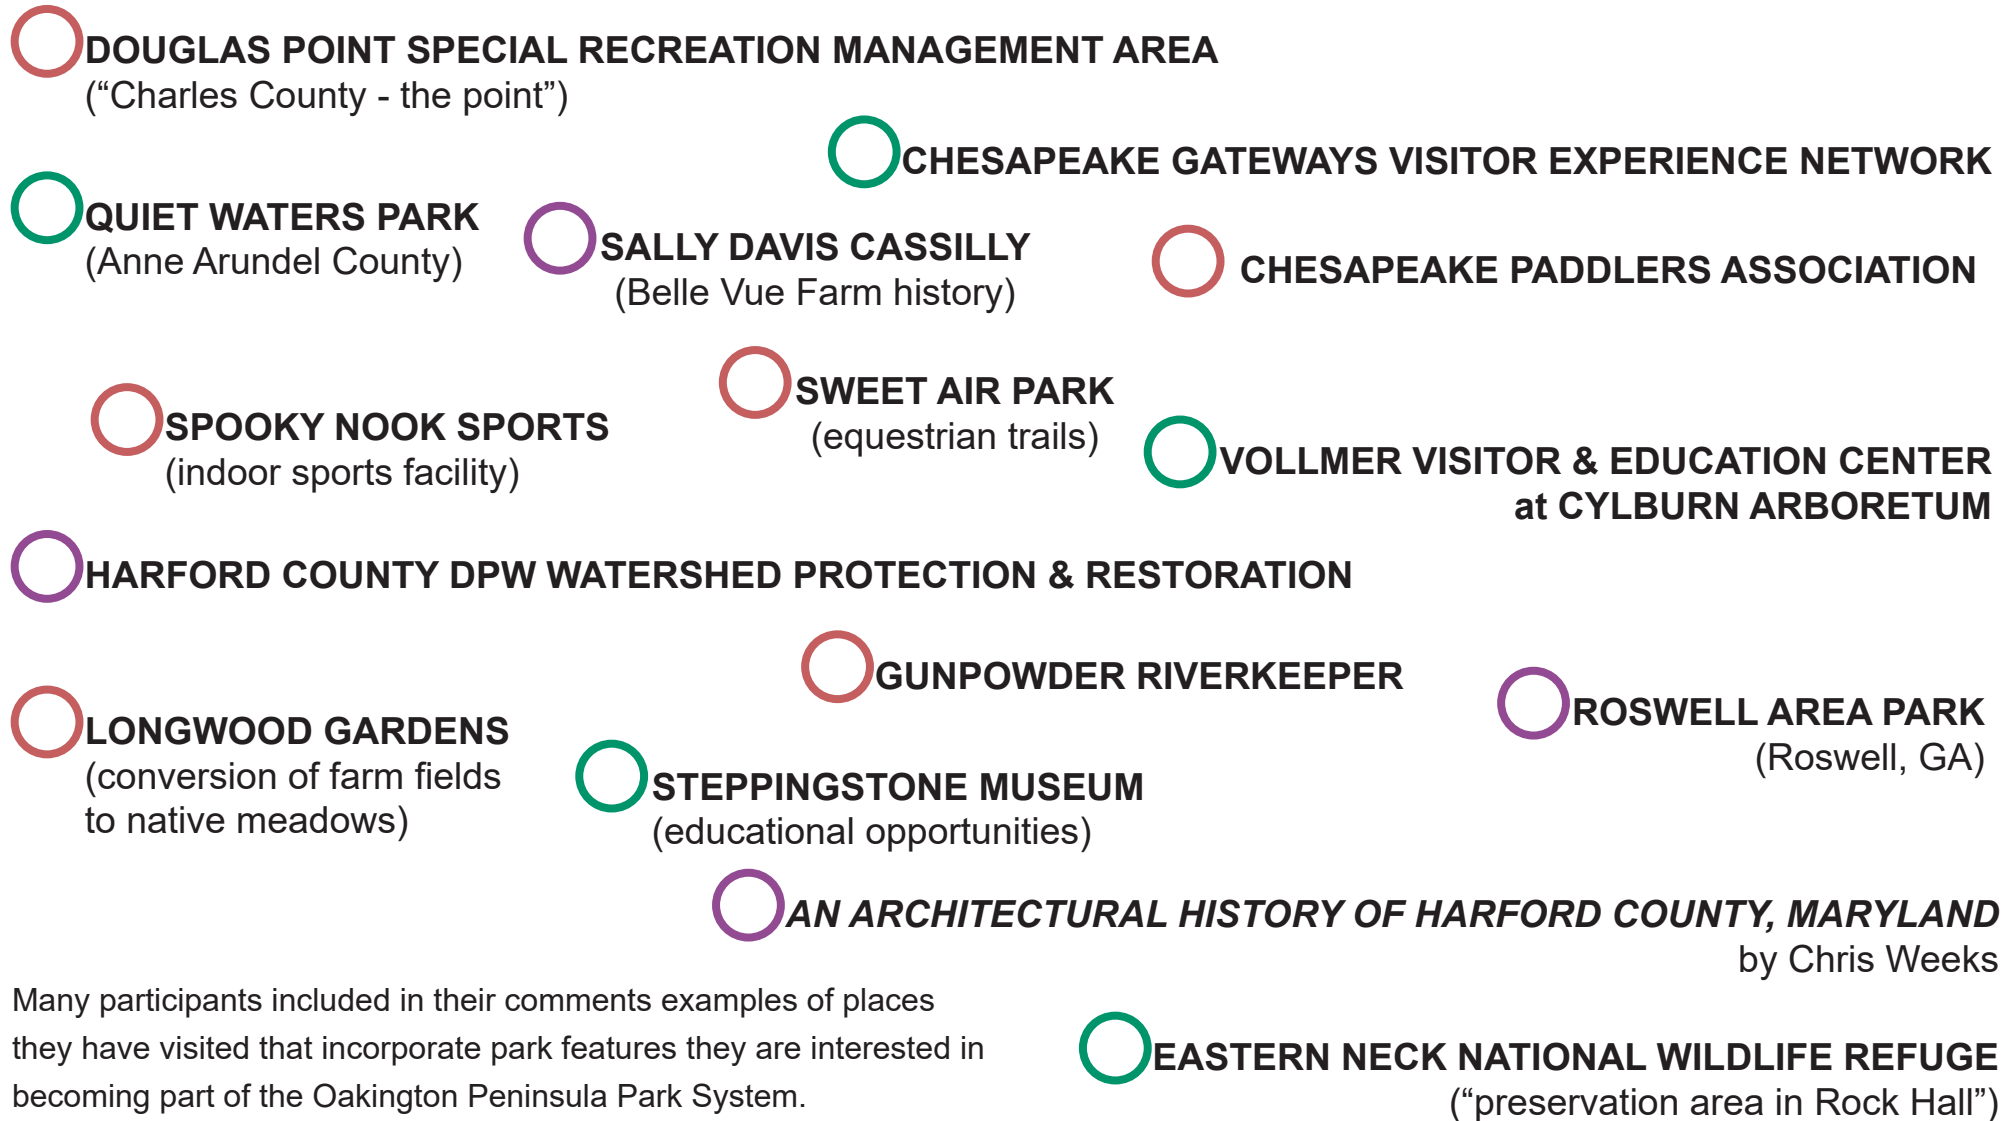 DOUGLAS POINT SPECIAL RECREATION MANAGEMENT AREA
(“Charles County - the point”)
CHESAPEAKE GATEWAYS VISITOR EXPERIENCE NETWORK
QUIET WATERS PARK
(Anne Arundel County)
SALLY DAVIS CASSILLY
(Belle Vue Farm history)
CHESAPEAKE PADDLERS ASSOCIATION
SWEET AIR PARK
(equestrian trails)
SPOOKY NOOK SPORTS
(indoor sports facility)
VOLLMER VISITOR & EDUCATION CENTER
at CYLBURN ARBORETUM
HARFORD COUNTY DPW WATERSHED PROTECTION & RESTORATION
GUNPOWDER RIVERKEEPER
ROSWELL AREA PARK
(Roswell, GA)
LONGWOOD GARDENS
(conversion of farm fields
to native meadows)
STEPPINGSTONE MUSEUM
(educational opportunities)
AN ARCHITECTURAL HISTORY OF HARFORD COUNTY, MARYLAND
by Chris Weeks
Many participants included in their comments examples of places
they have visited that incorporate park features they are interested in
becoming part of the Oakington Peninsula Park System.
EASTERN NECK NATIONAL WILDLIFE REFUGE
(“preservation area in Rock Hall”)